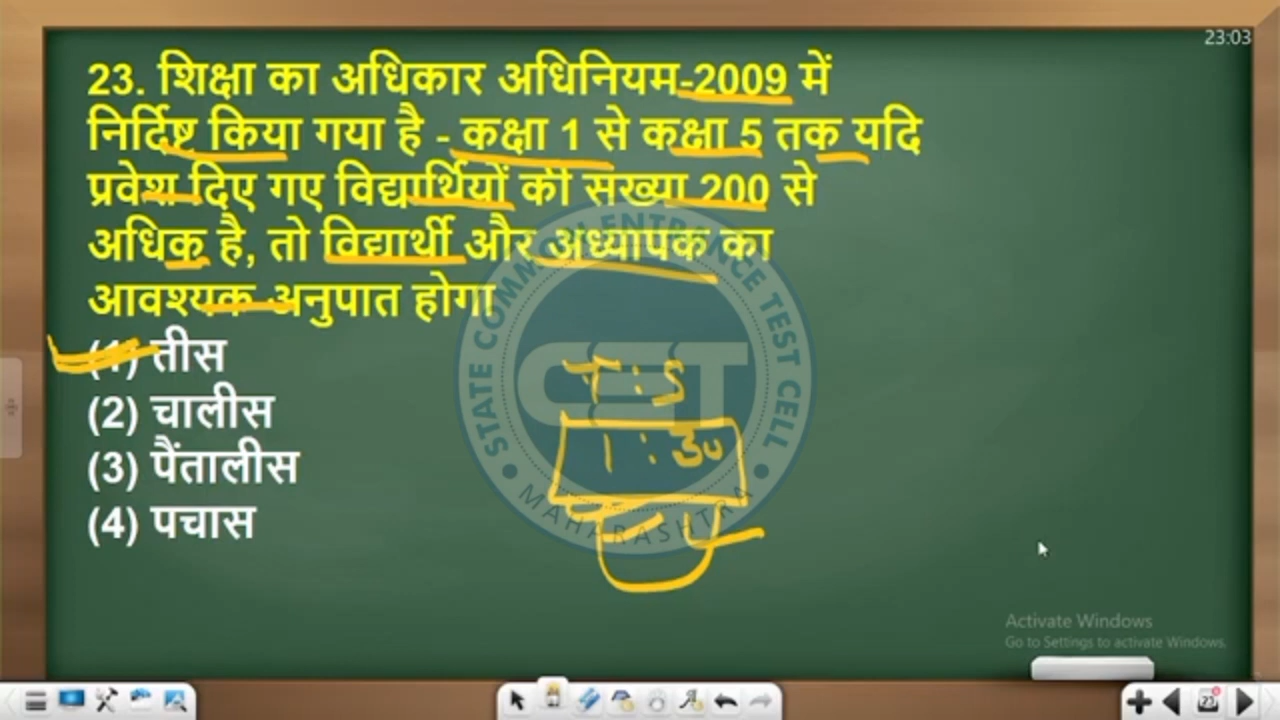 23:03
23. शिक्षा का अधिकार अधिनियम-2009 में
निर्दिष्ट किया गया है - कक्षा 1 से कक्षा 5 तक यदि
प्रवेश दिए गए विद्यार्थियों की संख्या 200 से
अधिक है, तो विद्यार्थी और अध्यापक का
आवश्यक अनुपात होगा
(1) तीस
(2) चालीस
(3) पैंतालीस
(4) पचास
T : S
1 : 30
STATE COMMON ENTRANCE TEST CELL
CET
MAHARASHTRA
Activate Windows
Go to Settings to activate Windows.
23